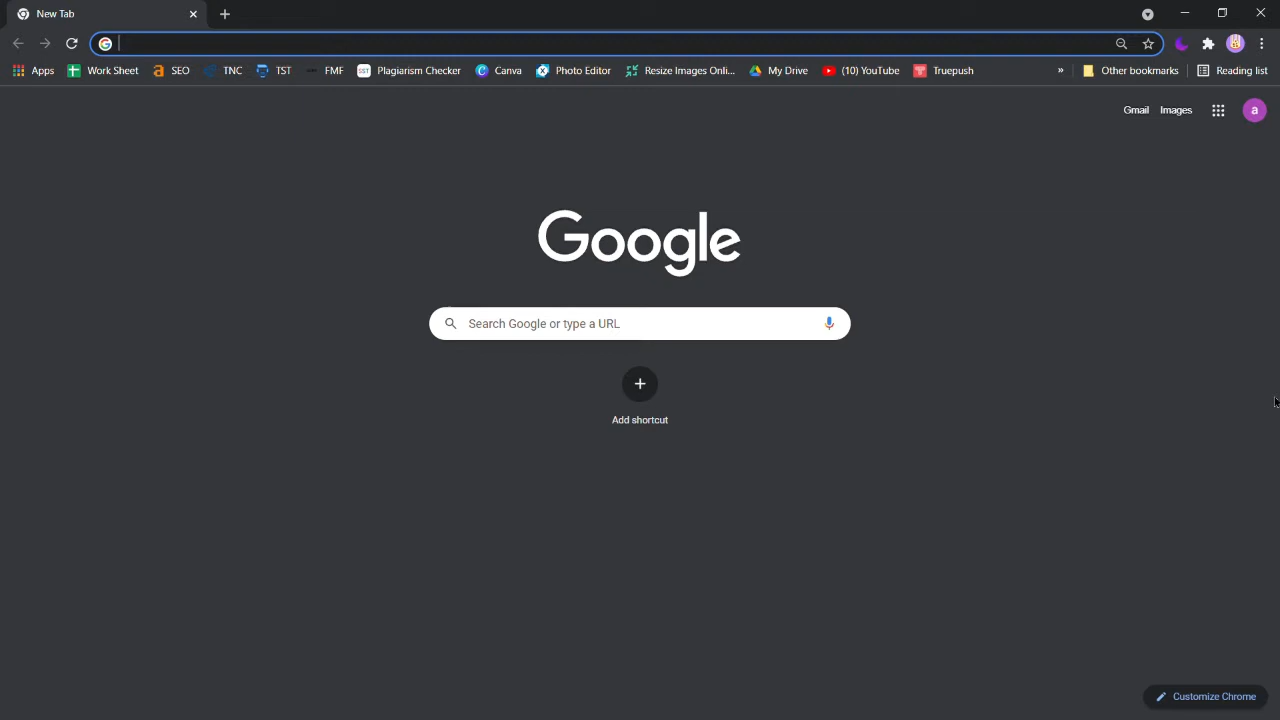 New Tab
Apps Work Sheet SEO TNC TST FMF Plagiarism Checker Canva Photo Editor Resize Images Onli... My Drive (10) YouTube Truepush » Other bookmarks Reading list
Gmail Images a
Google
Search Google or type a URL
Add shortcut
Customize Chrome